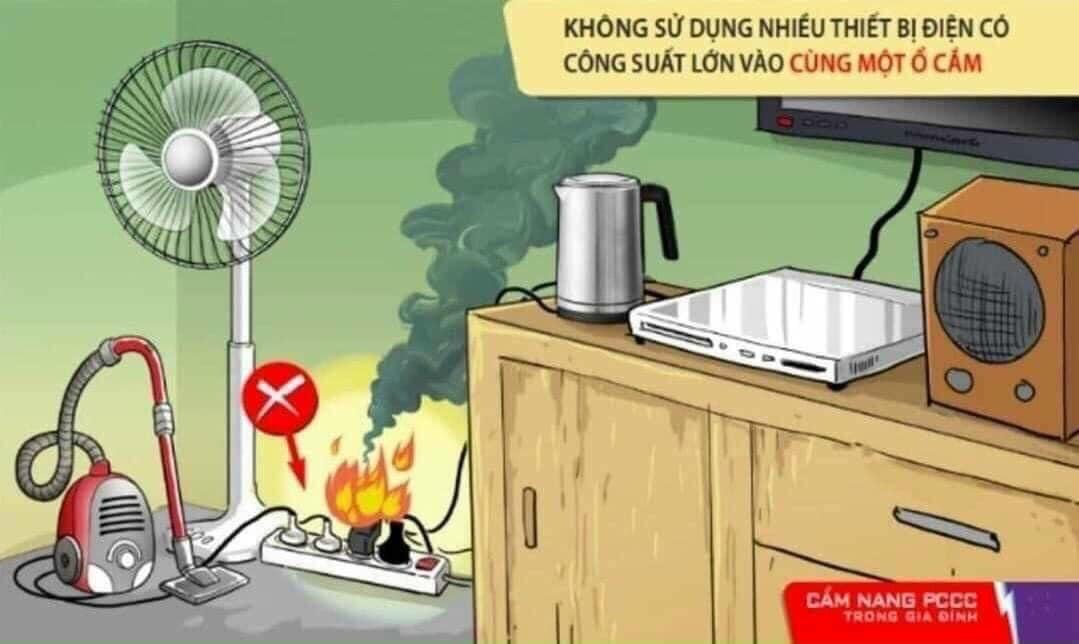 KHÔNG SỬ DỤNG NHIỀU THIẾT BỊ ĐIỆN CÓ
CÔNG SUẤT LỚN VÀO CÙNG MỘT Ổ CẮM
CẨM NANG PCCC
TRONG GIA ĐÌNH